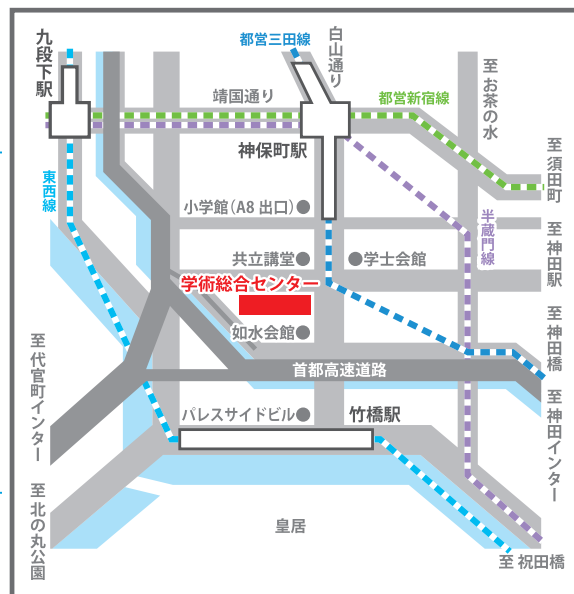 九段下駅
都営三田線
白山通り
靖国通り
都営新宿線
至 お茶の水
神保町駅
至 須田町
東西線
小学館（A8 出口）
半蔵門線
至 神田駅
共立講堂
学士会館
学術総合センター
至 神田橋
如水会館
至 代官町インター
首都高速道路
至 神田インター
パレスサイドビル
竹橋駅
至 北の丸公園
皇居
至 祝田橋